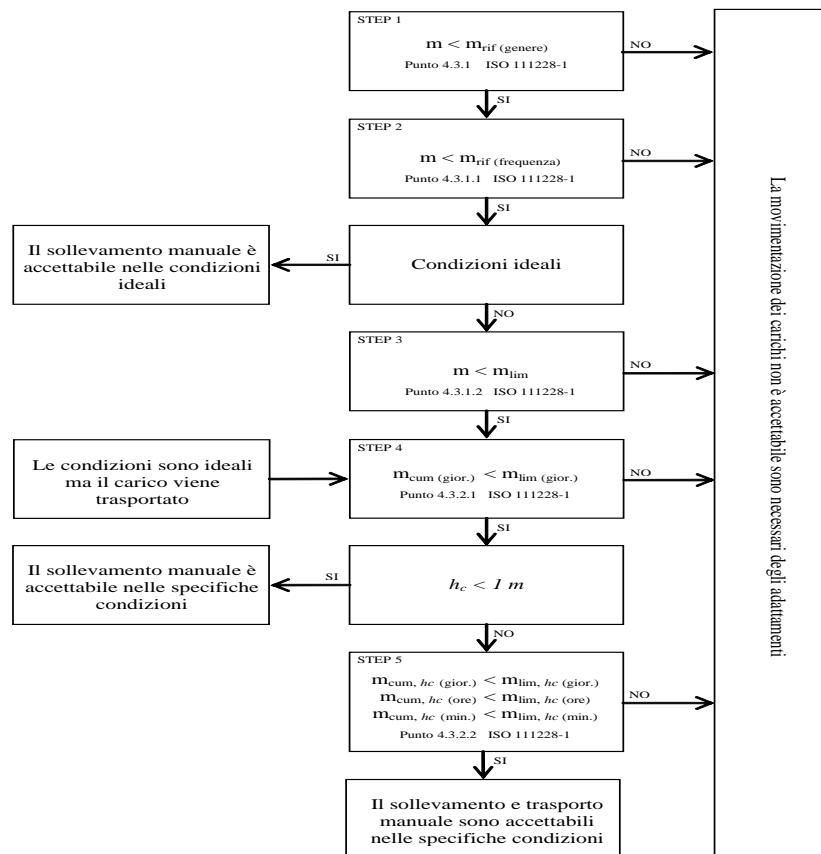 STEP 1
m < mrif (genere)
Punto 4.3.1 ISO 111228-1
NO
SI
STEP 2
m < mrif (frequenza)
Punto 4.3.1.1 ISO 111228-1
NO
SI
Il sollevamento manuale è
accettabile nelle condizioni
ideali
SI
Condizioni ideali
NO
STEP 3
m < mlim
Punto 4.3.1.2 ISO 111228-1
NO
SI
Le condizioni sono ideali
ma il carico viene
trasportato
STEP 4
mcum (gior.) < mlim (gior.)
Punto 4.3.2.1 ISO 111228-1
NO
SI
Il sollevamento manuale è
accettabile nelle specifiche
condizioni
SI
hc < 1 m
NO
STEP 5
mcum, hc (gior.) < mlim, hc (gior.)
mcum, hc (ore) < mlim, hc (ore)
mcum, hc (min.) < mlim, hc (min.)
Punto 4.3.2.2 ISO 111228-1
NO
SI
Il sollevamento e trasporto
manuale sono accettabili
nelle specifiche condizioni
La movimentazione dei carichi non è accettabile sono necessari degli adattamenti